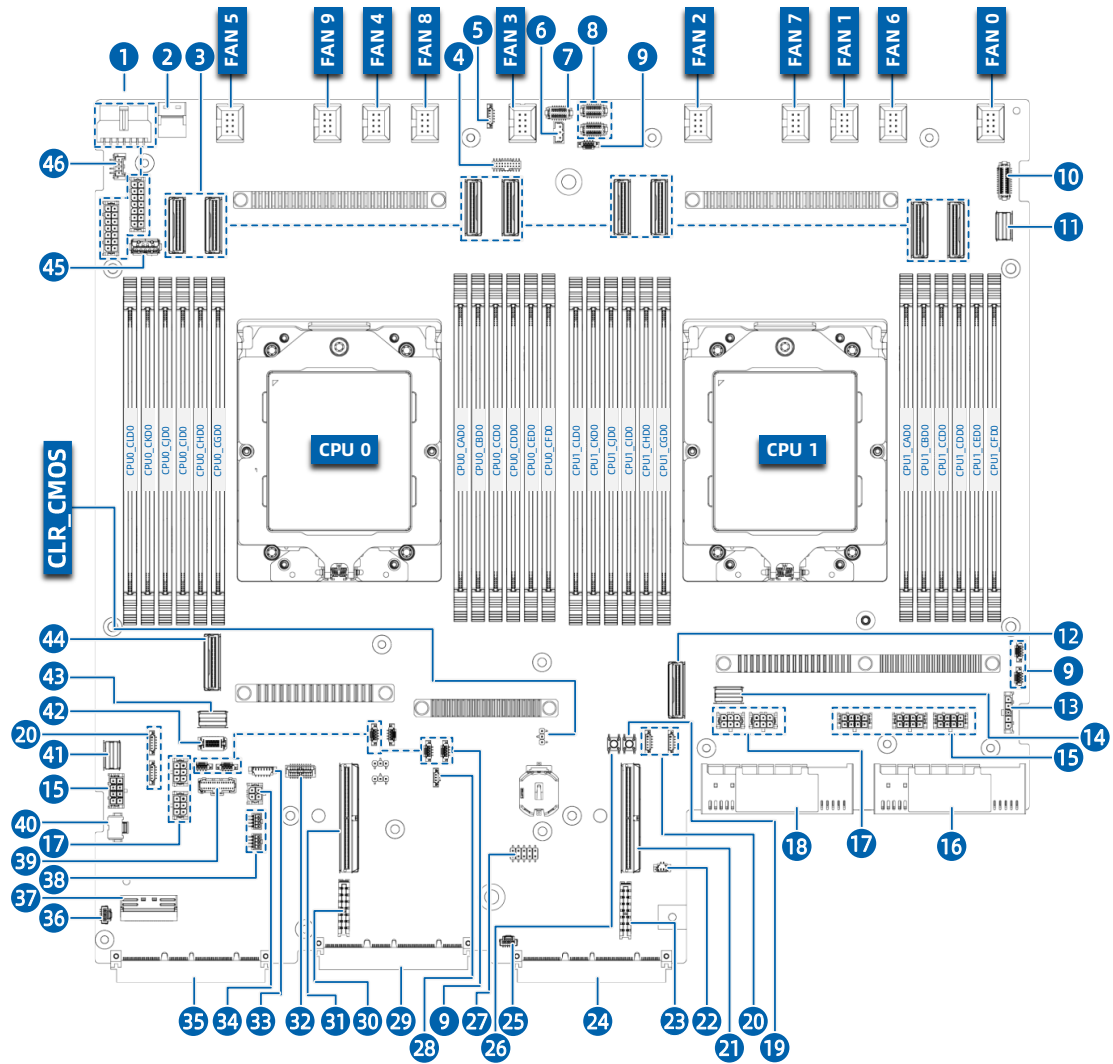 FAN 5
FAN 9
FAN 4
FAN 8
FAN 3
FAN 2
FAN 7
FAN 1
FAN 6
FAN 0
1
2
3
5
4
6
7
8
9
46
10
11
45
CPU0_CLD0
CPU0_CKD0
CPU0_CJD0
CPU0_CID0
CPU0_CHD0
CPU0_CGD0
CPU 0
CPU0_CAD0
CPU0_CBD0
CPU0_CCD0
CPU0_CDD0
CPU0_CED0
CPU0_CFD0
CPU1_CLD0
CPU1_CKD0
CPU1_CJD0
CPU1_CID0
CPU1_CHD0
CPU1_CGD0
CPU 1
CPU1_CAD0
CPU1_CBD0
CPU1_CCD0
CPU1_CDD0
CPU1_CED0
CPU1_CFD0
CLR_CMOS
44
12
43
9
42
13
20
14
41
15
15
40
17
39
38
37
36
18
17
16
22
35
34
33
32
31
30
29
28
9
27
26
25
24
23
21
20
19